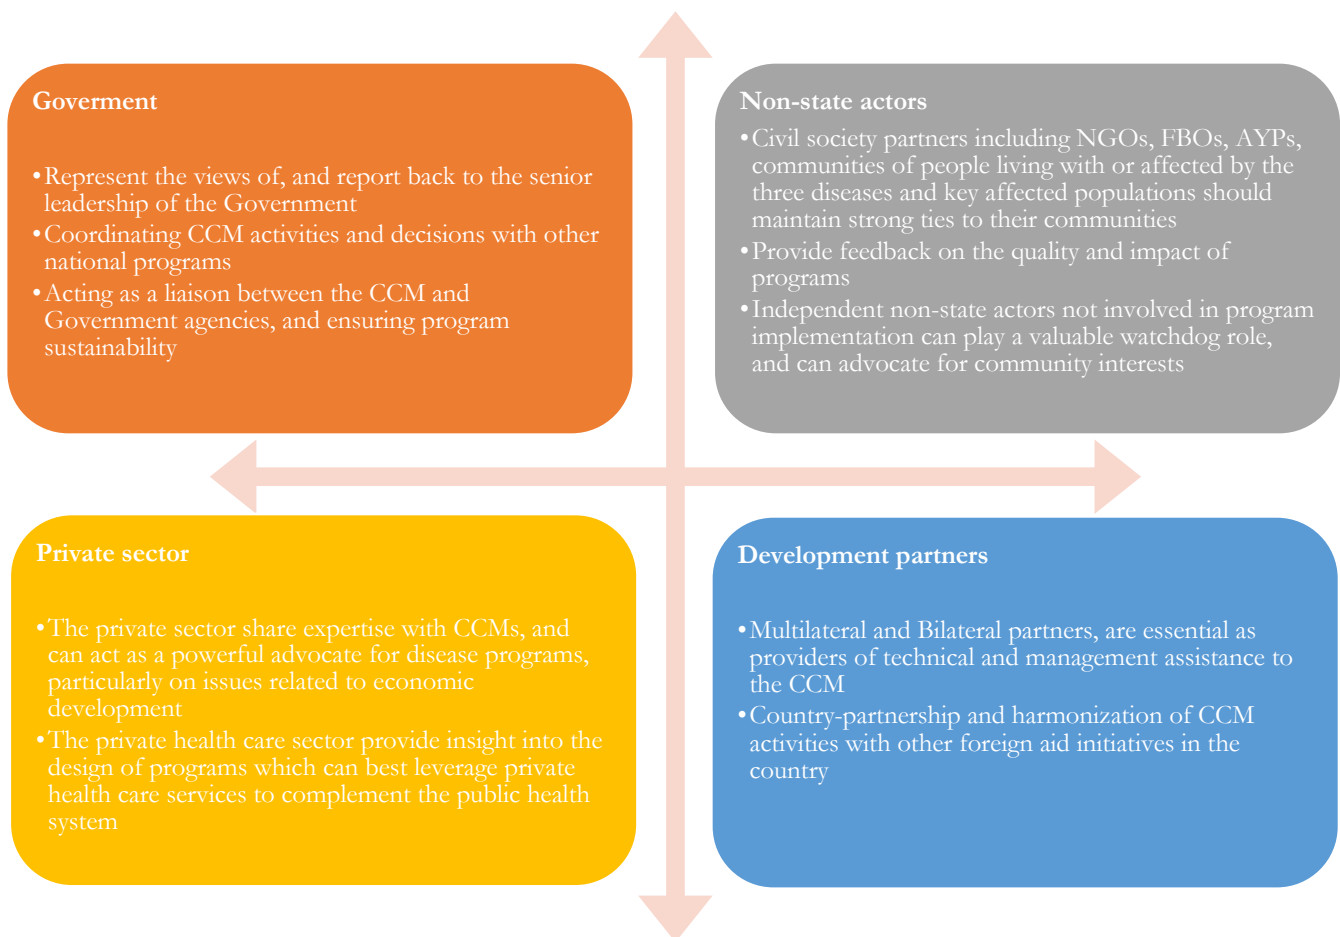 Goverment
•Represent the views of, and report back to the senior
leadership of the Government
•Coordinating CCM activities and decisions with other
national programs
•Acting as a liaison between the CCM and
Government agencies, and ensuring program
sustainability
Non-state actors
•Civil society partners including NGOs, FBOs, AYPs,
communities of people living with or affected by the
three diseases and key affected populations should
maintain strong ties to their communities
•Provide feedback on the quality and impact of
programs
•Independent non-state actors not involved in program
implementation can play a valuable watchdog role,
and can advocate for community interests
Private sector
•The private sector share expertise with CCMs, and
can act as a powerful advocate for disease programs,
particularly on issues related to economic
development
•The private health care sector provide insight into the
design of programs which can best leverage private
health care services to complement the public health
system
Development partners
•Multilateral and Bilateral partners, are essential as
providers of technical and management assistance to
the CCM
•Country-partnership and harmonization of CCM
activities with other foreign aid initiatives in the
country